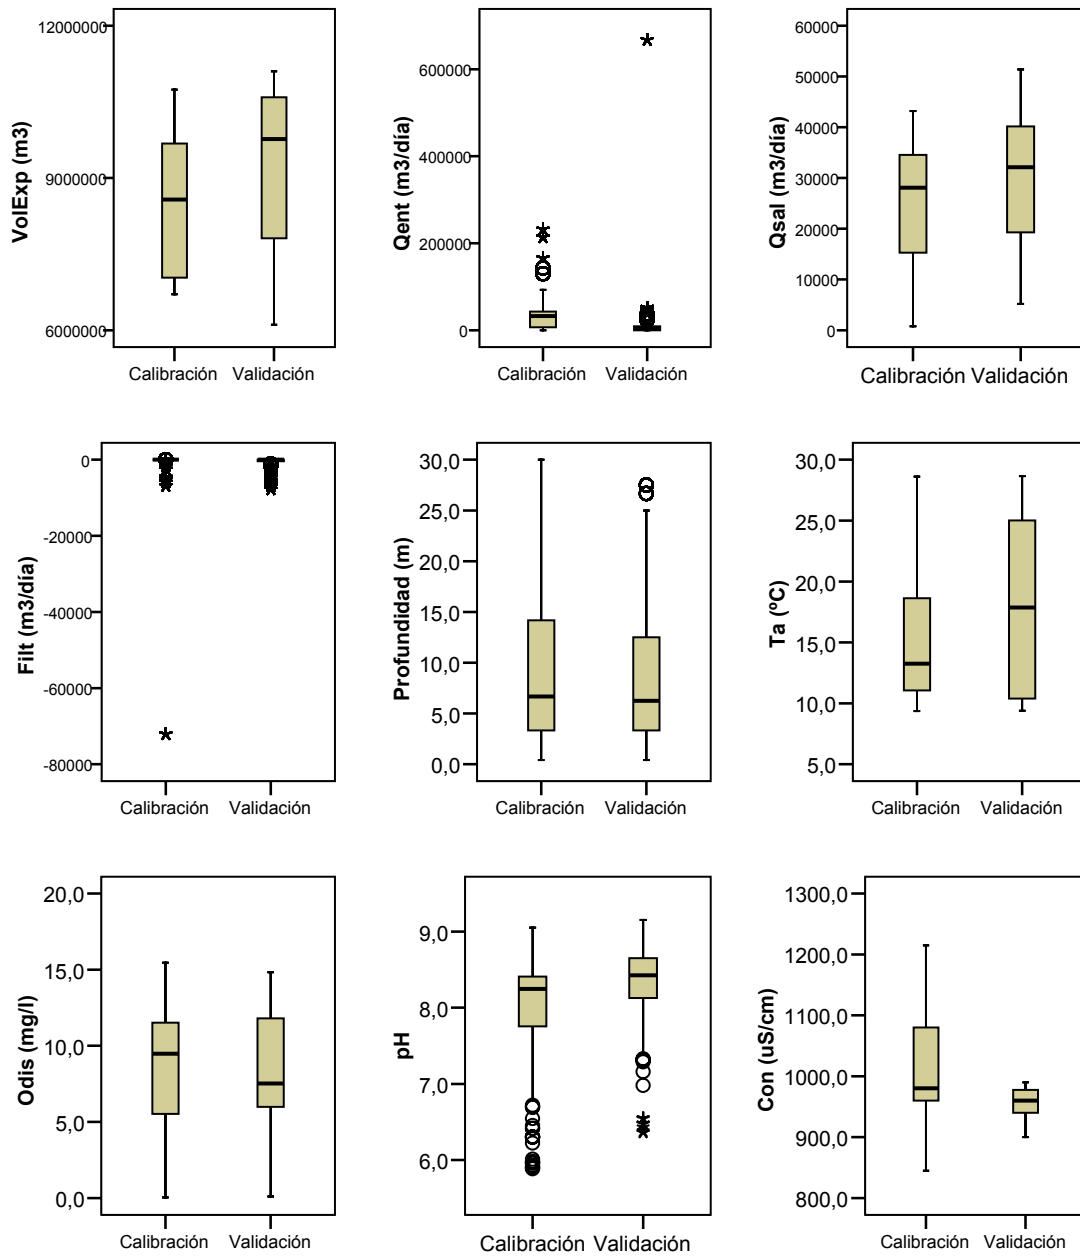 VolExp (m3)
12000000
9000000
6000000
Calibración Validación
Qent (m3/día)
600000
400000
200000
0
Calibración Validación
Qsal (m3/día)
60000
50000
40000
30000
20000
10000
0
Calibración Validación
Filt (m3/día)
0
-20000
-40000
-60000
-80000
Calibración Validación
Profundidad (m)
30,0
25,0
20,0
15,0
10,0
5,0
0,0
Calibración Validación
Ta (ºC)
30,0
25,0
20,0
15,0
10,0
5,0
Calibración Validación
Odis (mg/l)
20,0
15,0
10,0
5,0
0,0
Calibración Validación
pH
9,0
8,0
7,0
6,0
Calibración Validación
Con (uS/cm)
1300,0
1200,0
1100,0
1000,0
900,0
800,0
Calibración Validación